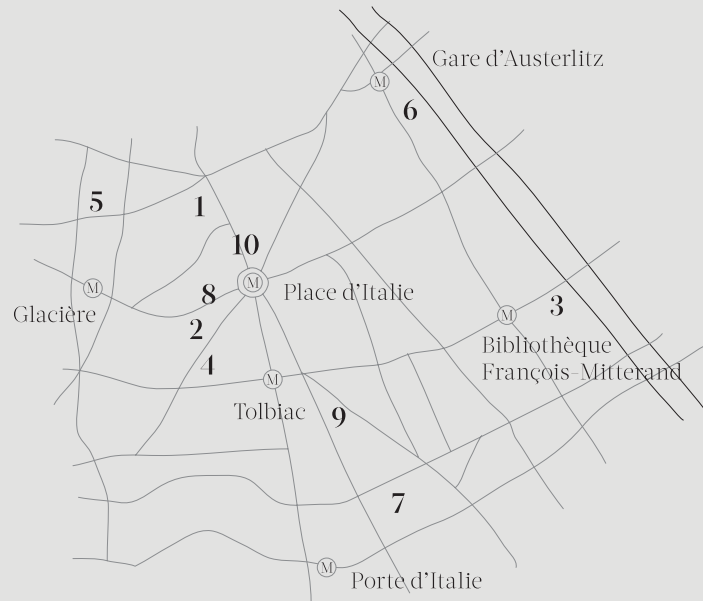 Gare d'Austerlitz
M
6
5
1
10
M
Place d'Italie
M
Glacière
8
3
M
2
Bibliothèque
François-Mitterand
4
M
Tolbiac
9
7
M
Porte d'Italie